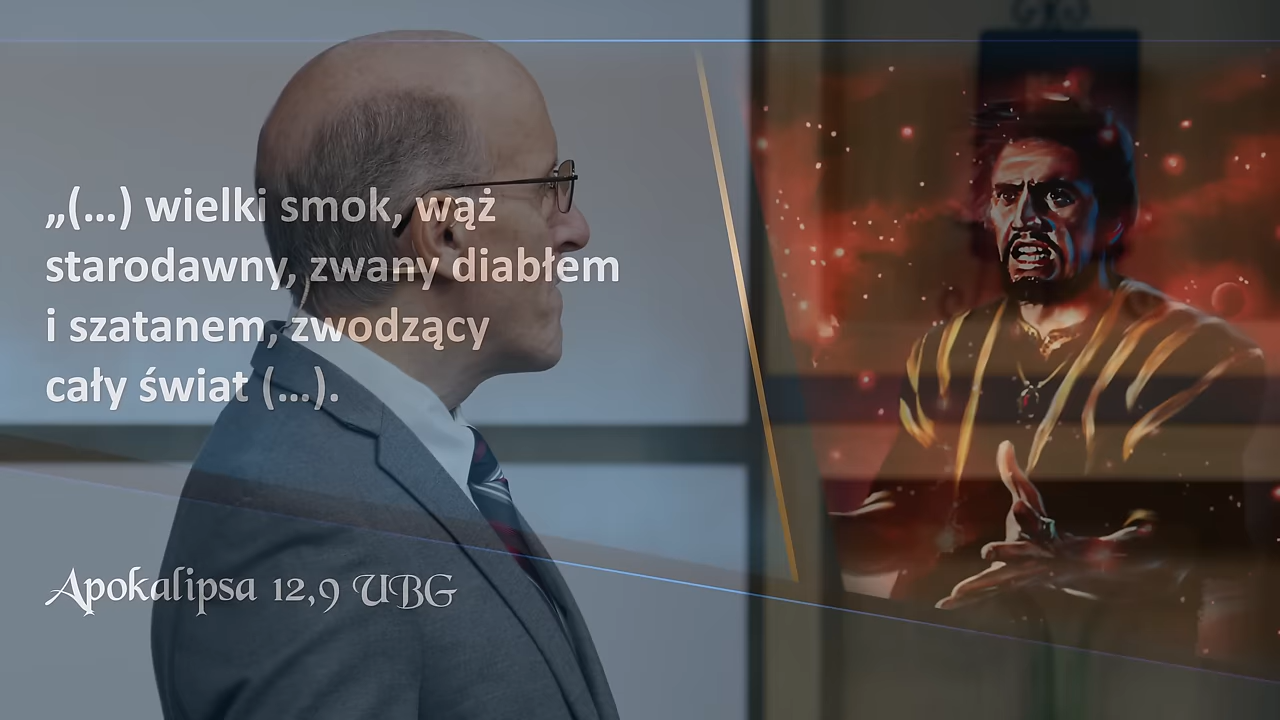 „(...) wielki smok, wąż
starodawny, zwany diabłem
i szatanem, zwodzący
cały świat (...).
Apokalipsa 12,9 UBG